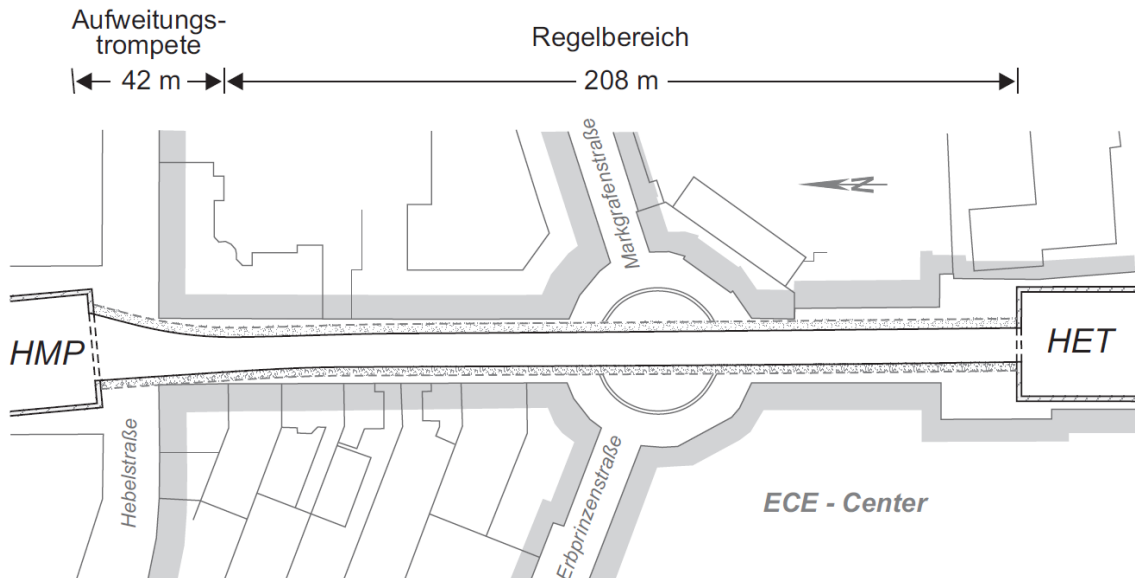 Aufweitungs-
trompete
Regelbereich
42 m
208 m
Markgrafenstraße
N
HMP
HET
Hebelstraße
Erbprinzenstraße
ECE - Center